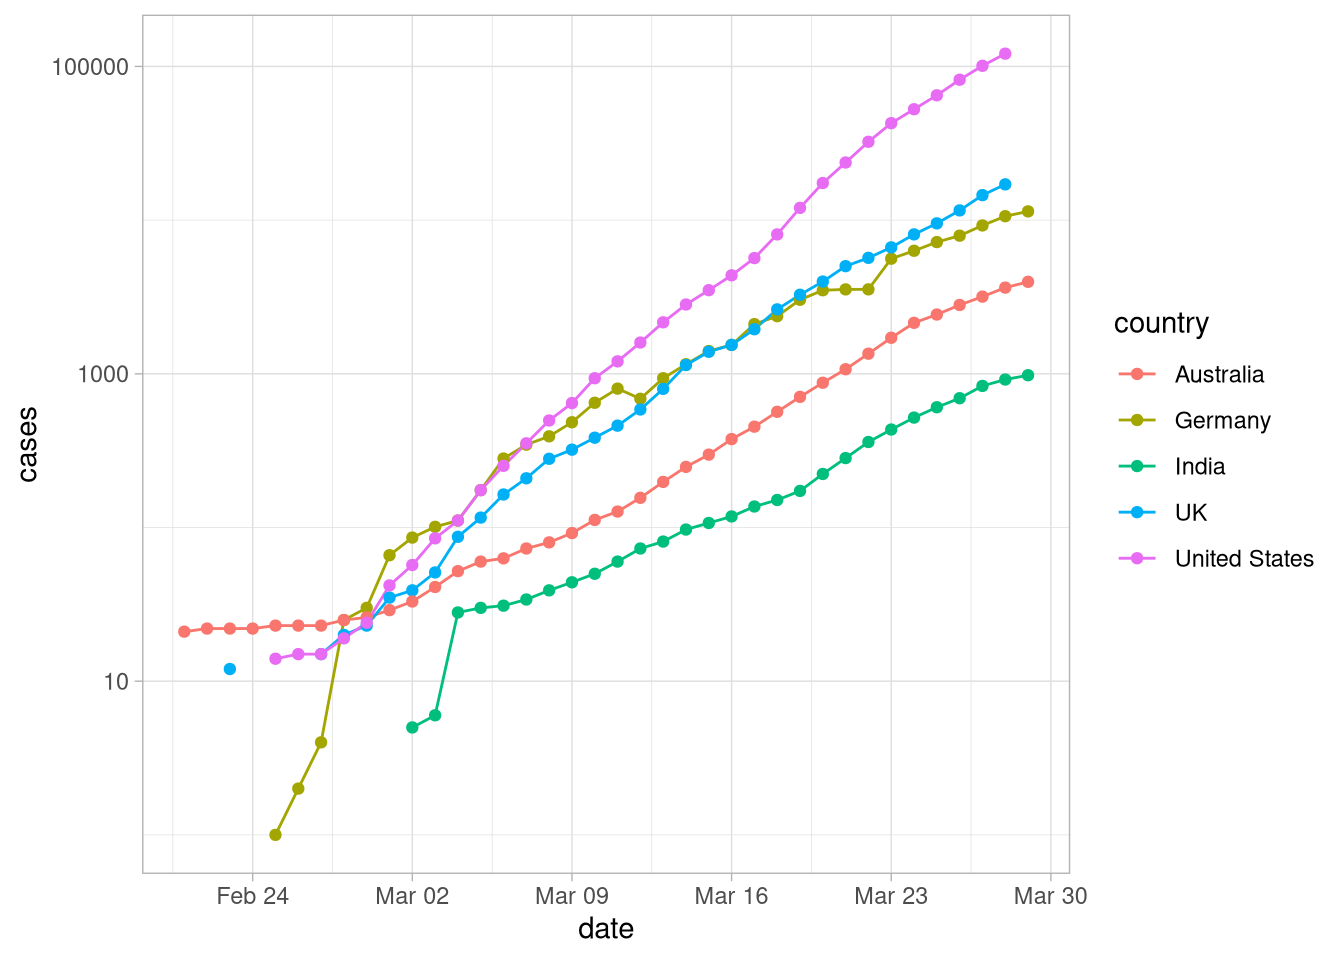 100000
1000
10
cases
Feb 24
Mar 02
Mar 09
Mar 16
Mar 23
Mar 30
date
country
Australia
Germany
India
UK
United States